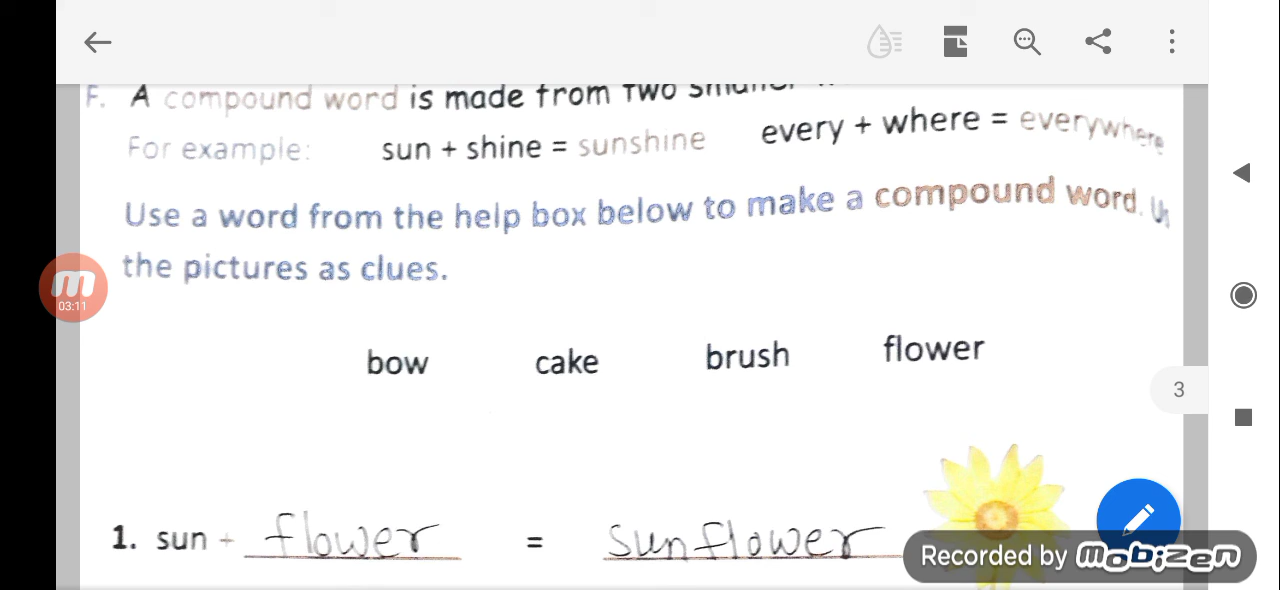 F. A compound word is made from two smaller
For example: sun + shine = sunshine every + where = everywhere
Use a word from the help box below to make a compound word.
the pictures as clues.
03:11
bow cake brush flower
3
1. sun + flower = sunflower
Recorded by mobizen